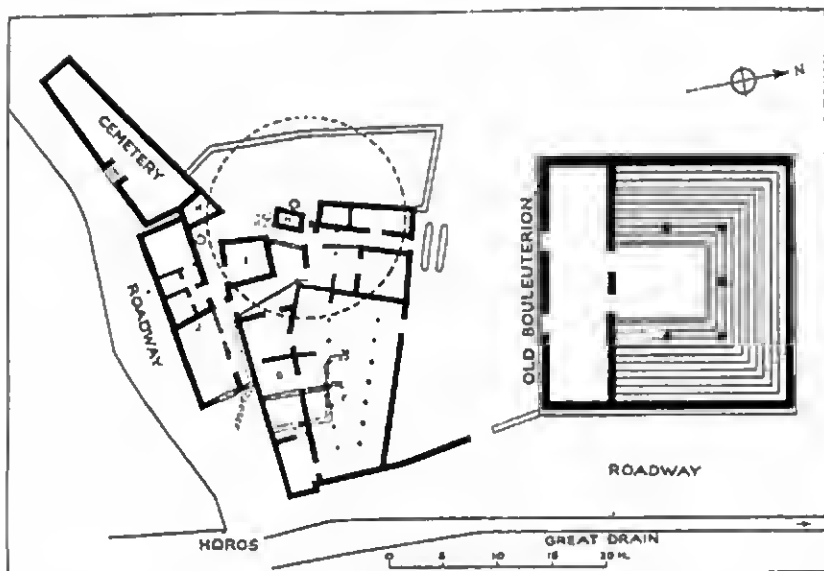 N
CEMETERY
OLD BOULEUTERION
ROADWAY
ROADWAY
HOROS
GREAT DRAIN
0 5 10 15 20 M.